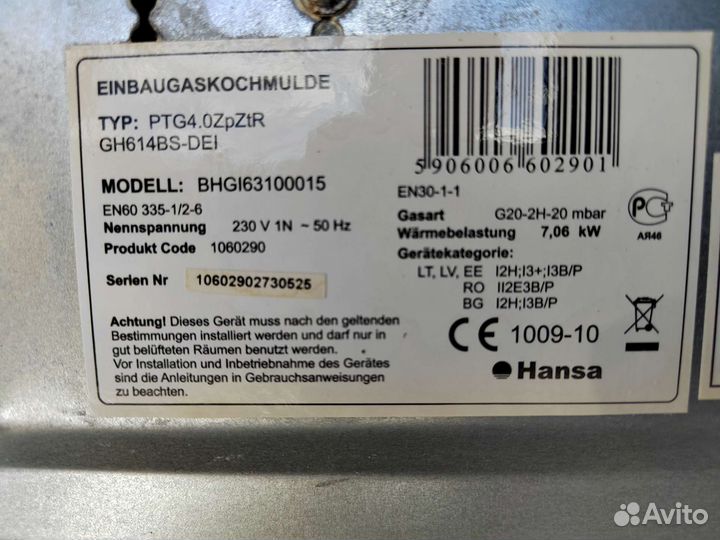 EINBAUGASKOCHMULDE
TYP: PTG4.0ZpZtR
GH614BS-DEI
MODELL: BHGI63100015
EN60 335-1/2-6
Nennspannung 230 V 1N ~ 50 Hz
Produkt Code 1060290
Serien Nr 10602902730525
Achtung! Dieses Gerät muss nach den geltenden
Bestimmungen installiert werden und darf nur in
gut belüfteten Räumen benutzt werden.
Vor Installation und Inbetriebnahme des Gerätes
sind die Anleitungen in Gebrauchsanweisungen
zu beachten.
5 906006 602901
EN30-1-1
Gasart G20-2H-20 mbar
Wärmebelastung 7,06 kW
Gerätekategorie:
LT, LV, EE I2H;I3+;I3B/P
RO II2E3B/P
BG I2H;I3B/P
РСТ
АЯ46
CE 1009-10
Hansa
Avito